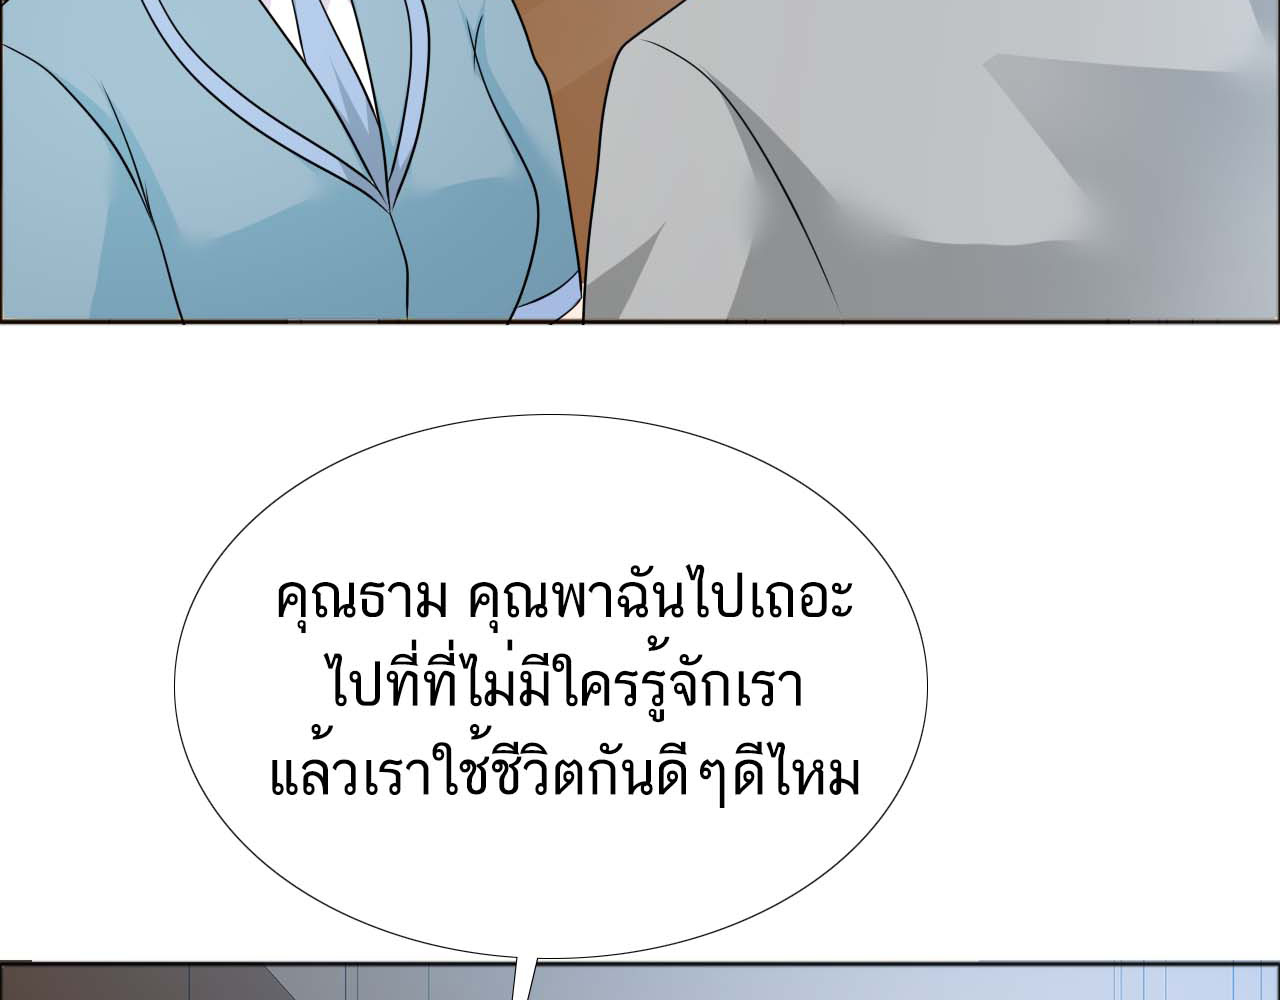 คุณธาม คุณพาฉันไปเถอะ
ไปที่ที่ไม่มีใครรู้จักเรา
แล้วเราใช้ชีวิตกันดีๆดีไหม